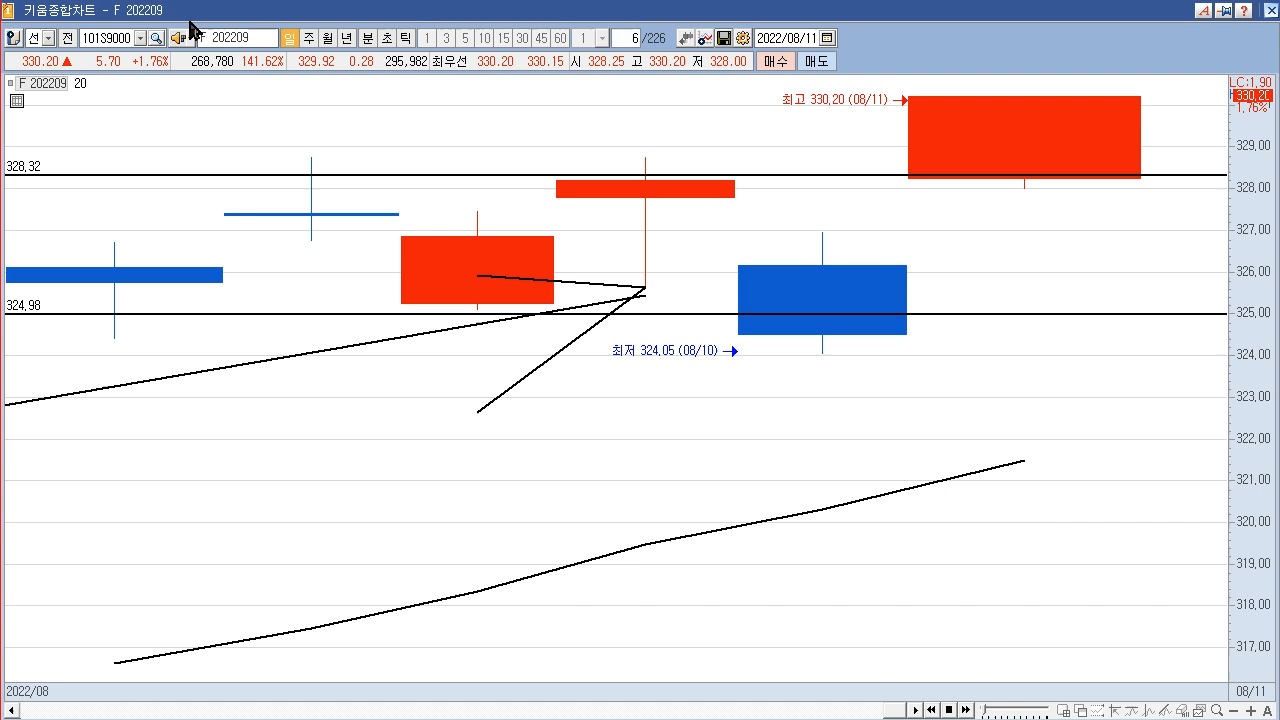 키움종합차트 - F 202209
선 전 101S9000 F 202209 일 주 월 년 분 초 틱 1 3 5 10 15 30 45 60 1 6 /226 2022/08/11
330.20 ▲ 5.70 +1.76% 268,780 141.62% 329.92 0.28 295,982 최우선 330.20 330.15 시 328.25 고 330.20 저 328.00 매수 매도
F 202209 20
LC:1.90
330.20
1.76%
최고 330.20 (08/11) →
329.00
328.32
328.00
327.00
326.00
324.98
325.00
최저 324.05 (08/10) →
324.00
323.00
322.00
321.00
320.00
319.00
318.00
317.00
2022/08 08/11
A